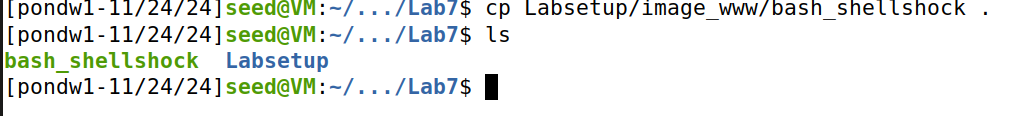 [pondw1-11/24/24]seed@VM:~/.../Lab7$ cp Labsetup/image_www/bash_shellshock .
[pondw1-11/24/24]seed@VM:~/.../Lab7$ ls
bash_shellshock  Labsetup
[pondw1-11/24/24]seed@VM:~/.../Lab7$